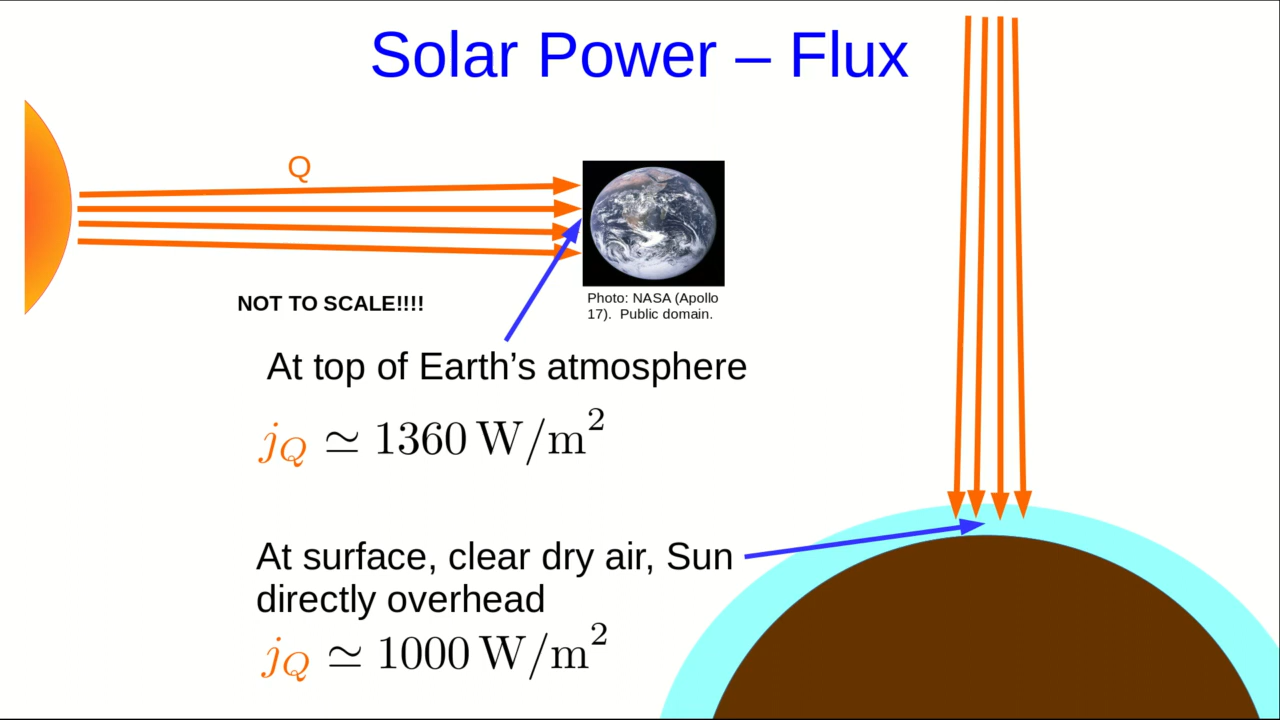 Solar Power – Flux
Q
NOT TO SCALE!!!!
Photo: NASA (Apollo
17).  Public domain.
At top of Earth’s atmosphere
j_Q ≃ 1360 W/m²
At surface, clear dry air, Sun
directly overhead
j_Q ≃ 1000 W/m²